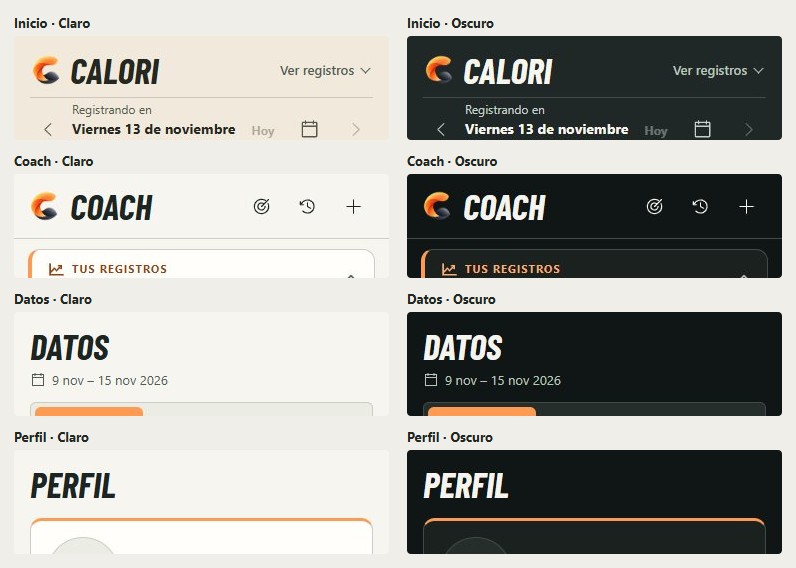 Inicio · Claro
CALORI
Ver registros
Registrando en
Viernes 13 de noviembre
Hoy
Inicio · Oscuro
CALORI
Ver registros
Registrando en
Viernes 13 de noviembre
Hoy
Coach · Claro
COACH
TUS REGISTROS
Coach · Oscuro
COACH
TUS REGISTROS
Datos · Claro
DATOS
9 nov – 15 nov 2026
Datos · Oscuro
DATOS
9 nov – 15 nov 2026
Perfil · Claro
PERFIL
Perfil · Oscuro
PERFIL